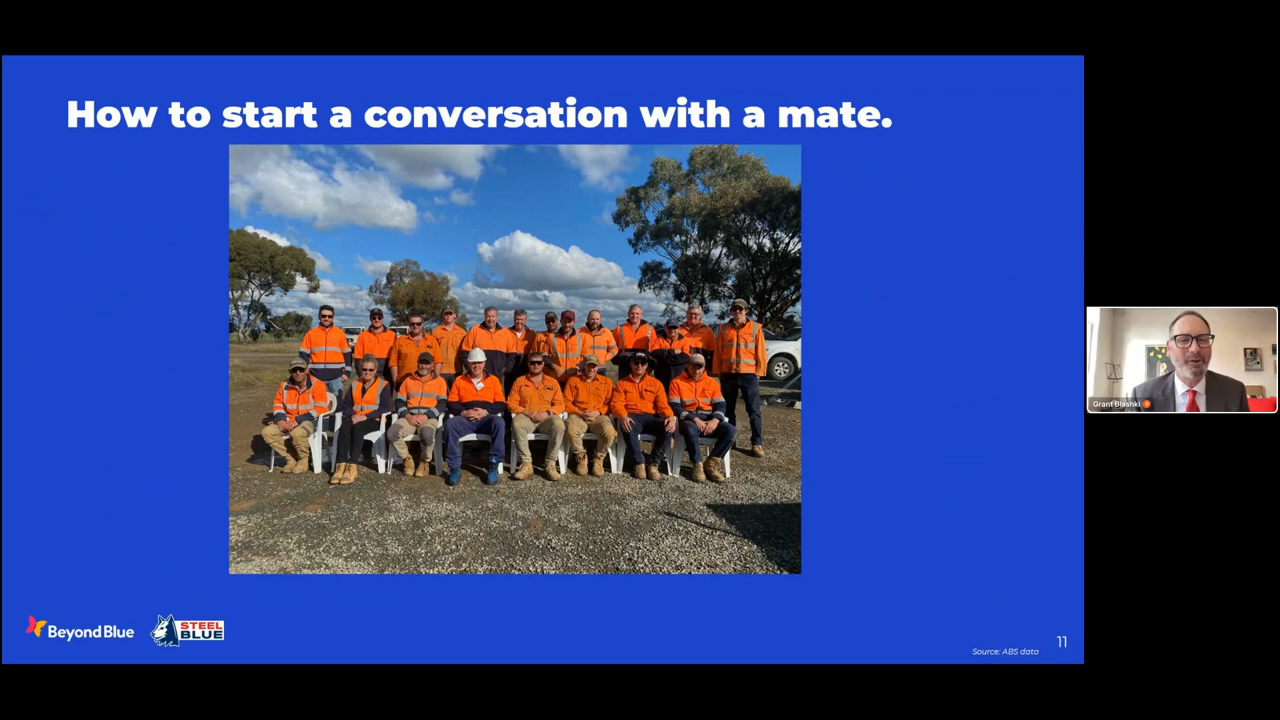 How to start a conversation with a mate.
Grant Blashki
Beyond Blue
STEEL
BLUE
Source: ABS data
11